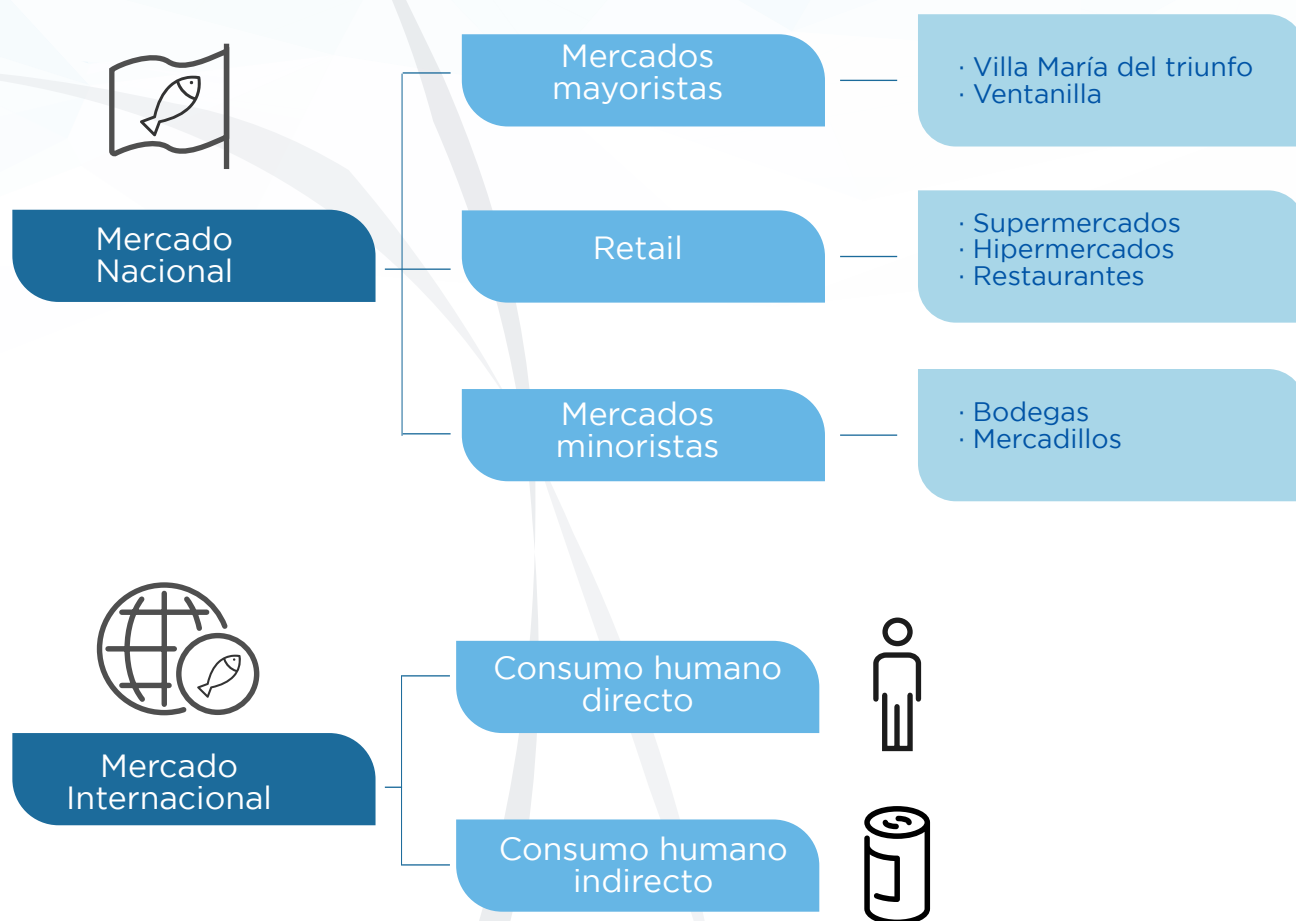 Mercado
Nacional
Mercados
mayoristas
· Villa María del triunfo
· Ventanilla
Retail
· Supermercados
· Hipermercados
· Restaurantes
Mercados
minoristas
· Bodegas
· Mercadillos
Mercado
Internacional
Consumo humano
directo
Consumo humano
indirecto